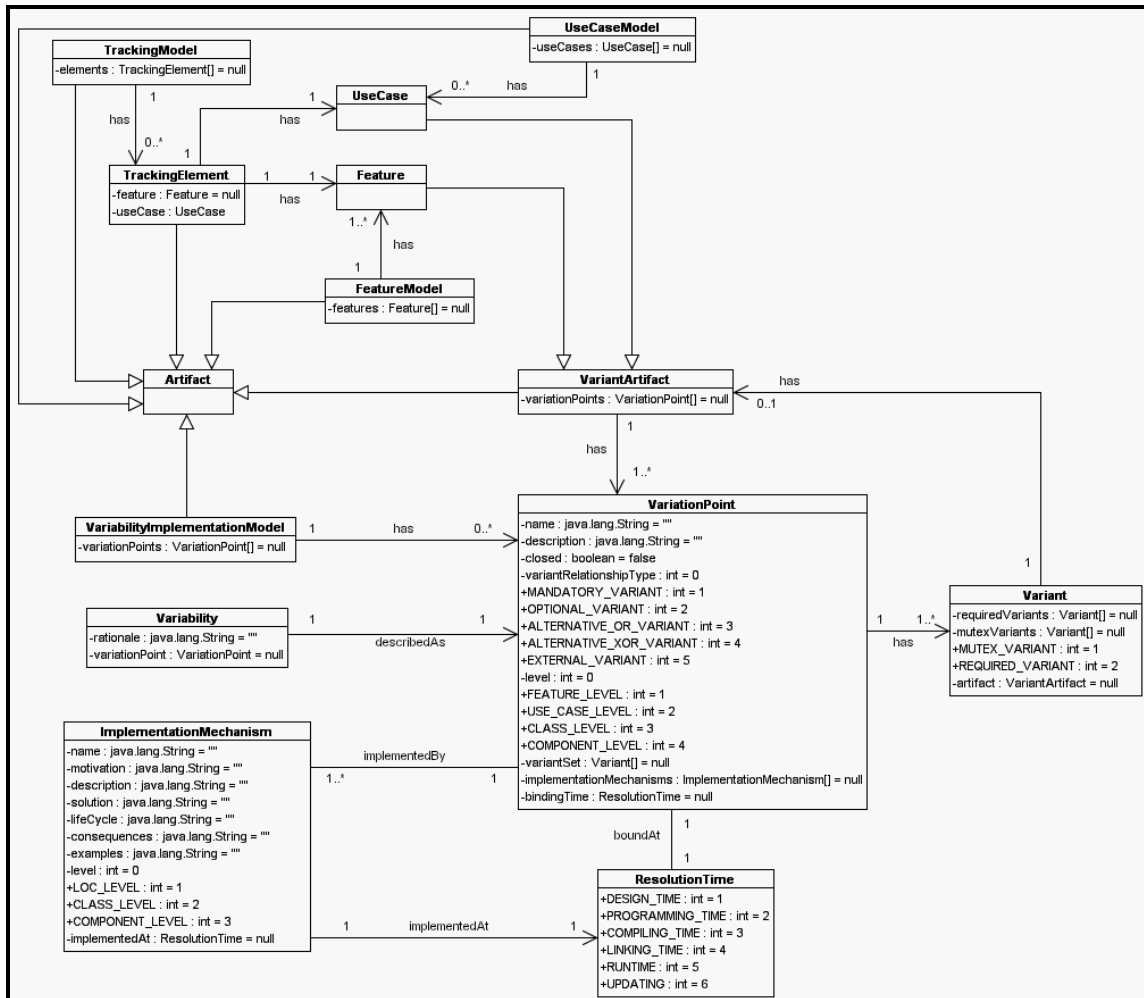 UseCaseModel
-useCases : UseCase[] = null
TrackingModel
-elements : TrackingElement[] = null
1
has
0..*
1
has
0..*
UseCase
1
has
1
TrackingElement
-feature : Feature = null
-useCase : UseCase
1
1
has
Feature
1..*
has
1
FeatureModel
-features : Feature[] = null
Artifact
VariantArtifact
-variationPoints : VariationPoint[] = null
has
0..1
1
has
1..*
VariabilityImplementationModel
-variationPoints : VariationPoint[] = null
1
has
0..*
VariationPoint
-name : java.lang.String = ""
-description : java.lang.String = ""
-closed : boolean = false
-variantRelationshipType : int = 0
+MANDATORY_VARIANT : int = 1
+OPTIONAL_VARIANT : int = 2
+ALTERNATIVE_OR_VARIANT : int = 3
+ALTERNATIVE_XOR_VARIANT : int = 4
+EXTERNAL_VARIANT : int = 5
-level : int = 0
+FEATURE_LEVEL : int = 1
+USE_CASE_LEVEL : int = 2
+CLASS_LEVEL : int = 3
+COMPONENT_LEVEL : int = 4
-variantSet : Variant[] = null
-implementationMechanisms : ImplementationMechanism[] = null
-bindingTime : ResolutionTime = null
1
Variant
-requiredVariants : Variant[] = null
-mutexVariants : Variant[] = null
+MUTEX_VARIANT : int = 1
+REQUIRED_VARIANT : int = 2
-artifact : VariantArtifact = null
1
1..*
has
Variability
-rationale : java.lang.String = ""
-variationPoint : VariationPoint = null
1
1
describedAs
ImplementationMechanism
-name : java.lang.String = ""
-motivation : java.lang.String = ""
-description : java.lang.String = ""
-solution : java.lang.String = ""
-lifeCycle : java.lang.String = ""
-consequences : java.lang.String = ""
-examples : java.lang.String = ""
-level : int = 0
+LOC_LEVEL : int = 1
+CLASS_LEVEL : int = 2
+COMPONENT_LEVEL : int = 3
-implementedAt : ResolutionTime = null
implementedBy
1..*
1
1
boundAt
1
1
implementedAt
1
ResolutionTime
+DESIGN_TIME : int = 1
+PROGRAMMING_TIME : int = 2
+COMPILING_TIME : int = 3
+LINKING_TIME : int = 4
+RUNTIME : int = 5
+UPDATING : int = 6